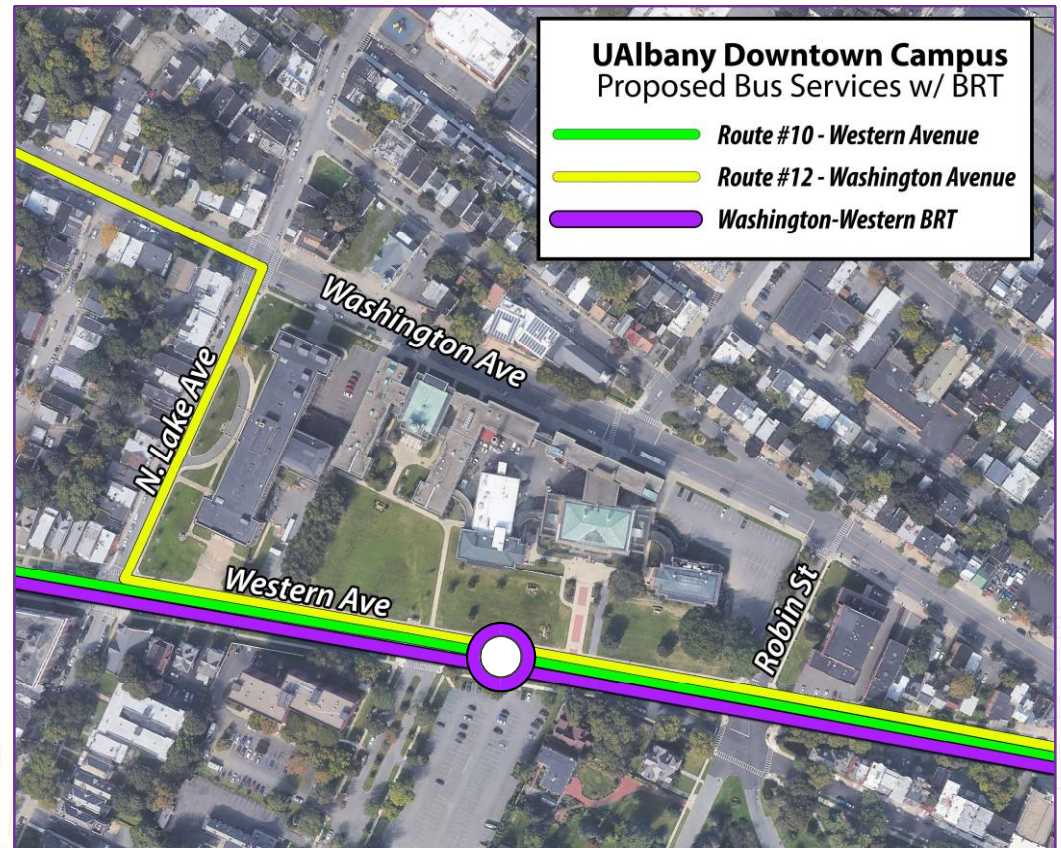 UAlbany Downtown Campus
Proposed Bus Services w/ BRT
Route #10 - Western Avenue
Route #12 - Washington Avenue
Washington-Western BRT
Washington Ave
N. Lake Ave
Western Ave
Robin St